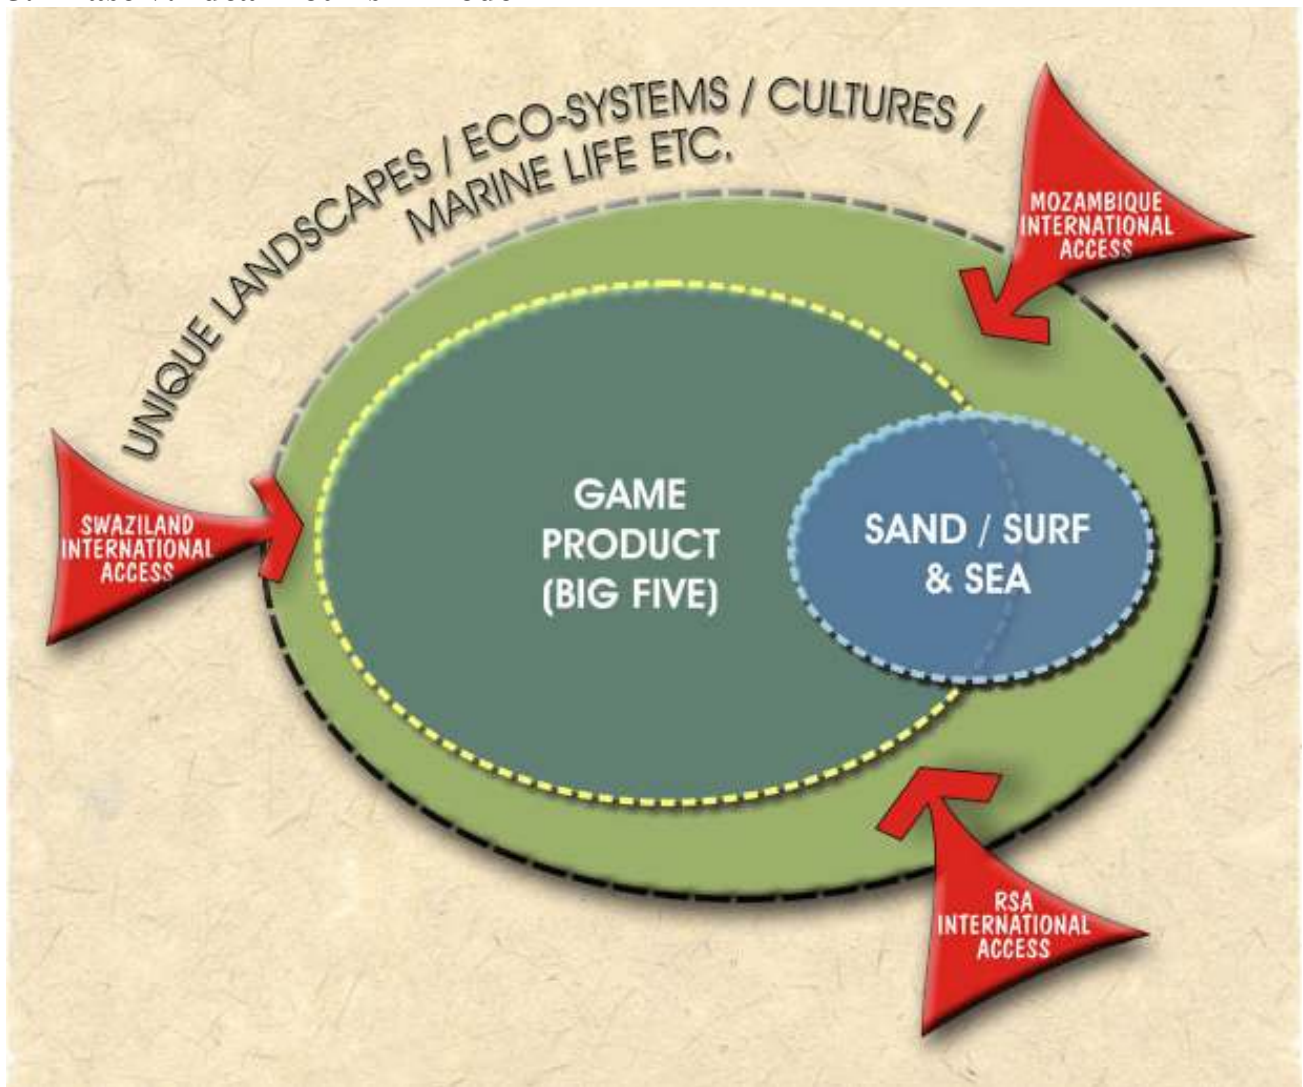 UNIQUE LANDSCAPES / ECO-SYSTEMS / CULTURES /
MARINE LIFE ETC.
MOZAMBIQUE
INTERNATIONAL
ACCESS
GAME
PRODUCT
(BIG FIVE)
SAND / SURF
& SEA
SWAZILAND
INTERNATIONAL
ACCESS
RSA
INTERNATIONAL
ACCESS